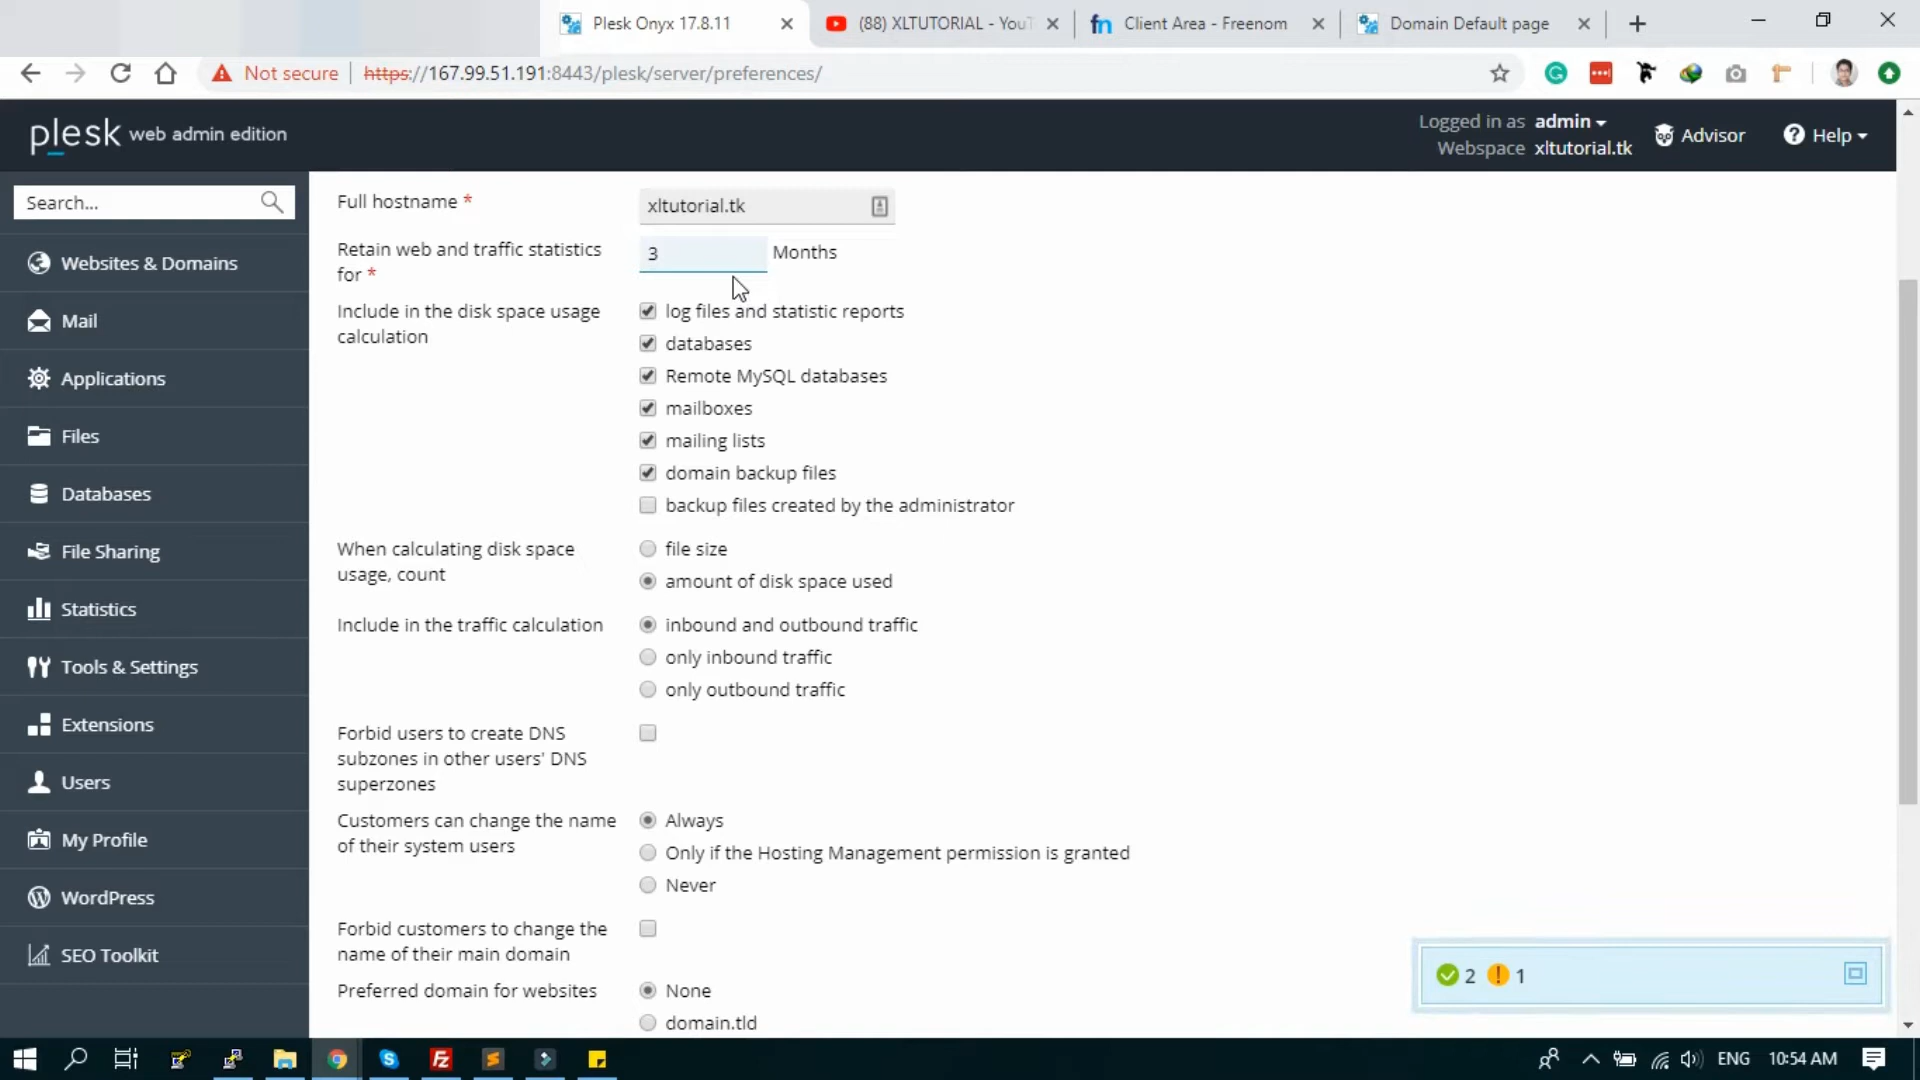 Plesk Onyx 17.8.11
(88) XLTUTORIAL - YouT
Client Area - Freenom
Domain Default page
Not secure
https://167.99.51.191:8443/plesk/server/preferences/
plesk web admin edition
Logged in as admin
Webspace xltutorial.tk
Advisor
Help
Search...
Websites & Domains
Mail
Applications
Files
Databases
File Sharing
Statistics
Tools & Settings
Extensions
Users
My Profile
WordPress
SEO Toolkit
Full hostname *
xltutorial.tk
Retain web and traffic statistics
for *
3 Months
Include in the disk space usage
calculation
log files and statistic reports
databases
Remote MySQL databases
mailboxes
mailing lists
domain backup files
backup files created by the administrator
When calculating disk space
usage, count
file size
amount of disk space used
Include in the traffic calculation
inbound and outbound traffic
only inbound traffic
only outbound traffic
Forbid users to create DNS
subzones in other users' DNS
superzones
Customers can change the name
of their system users
Always
Only if the Hosting Management permission is granted
Never
Forbid customers to change the
name of their main domain
Preferred domain for websites
None
domain.tld
2 1
ENG 10:54 AM